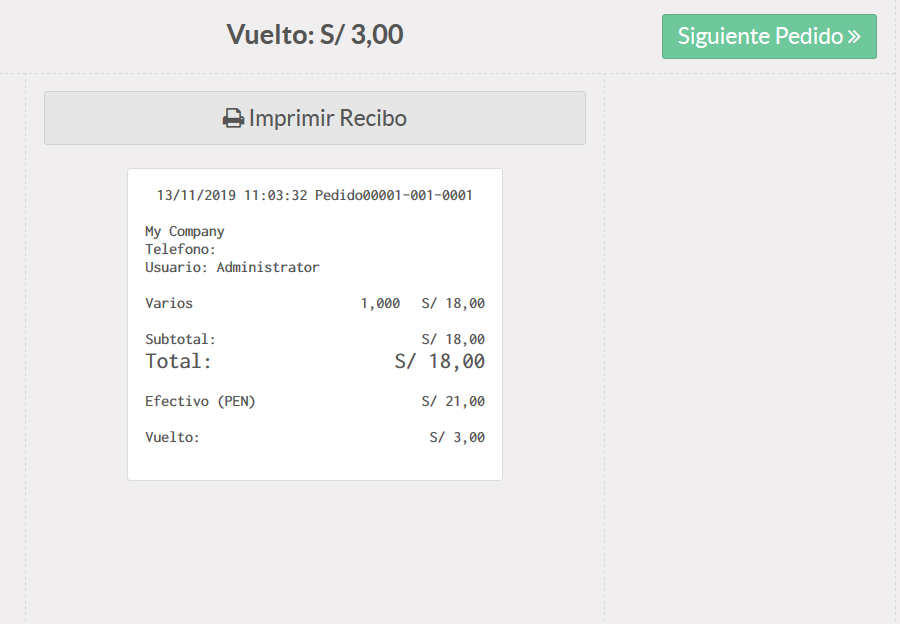 Vuelto: S/ 3,00
Siguiente Pedido »
Imprimir Recibo
13/11/2019 11:03:32 Pedido00001-001-0001
My Company
Telefono:
Usuario: Administrator
Varios 1,000 S/ 18,00
Subtotal: S/ 18,00
Total: S/ 18,00
Efectivo (PEN) S/ 21,00
Vuelto: S/ 3,00